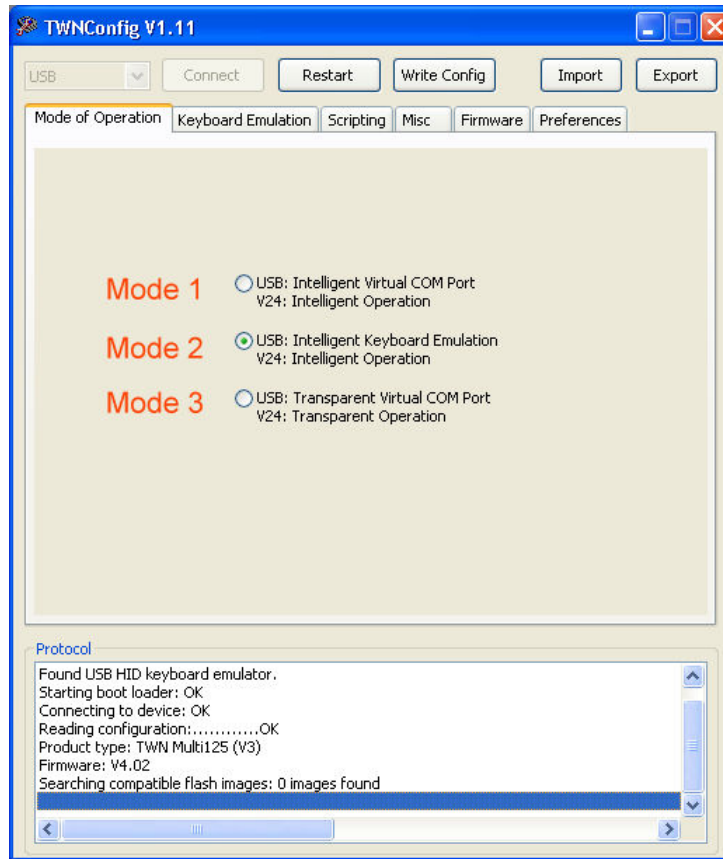 TWNConfig V1.11
USB
Connect
Restart
Write Config
Import
Export
Mode of Operation
Keyboard Emulation
Scripting
Misc
Firmware
Preferences
Mode 1
USB: Intelligent Virtual COM Port
V24: Intelligent Operation
Mode 2
USB: Intelligent Keyboard Emulation
V24: Intelligent Operation
Mode 3
USB: Transparent Virtual COM Port
V24: Transparent Operation
Protocol
Found USB HID keyboard emulator.
Starting boot loader: OK
Connecting to device: OK
Reading configuration:............OK
Product type: TWN Multi125 (V3)
Firmware: V4.02
Searching compatible flash images: 0 images found